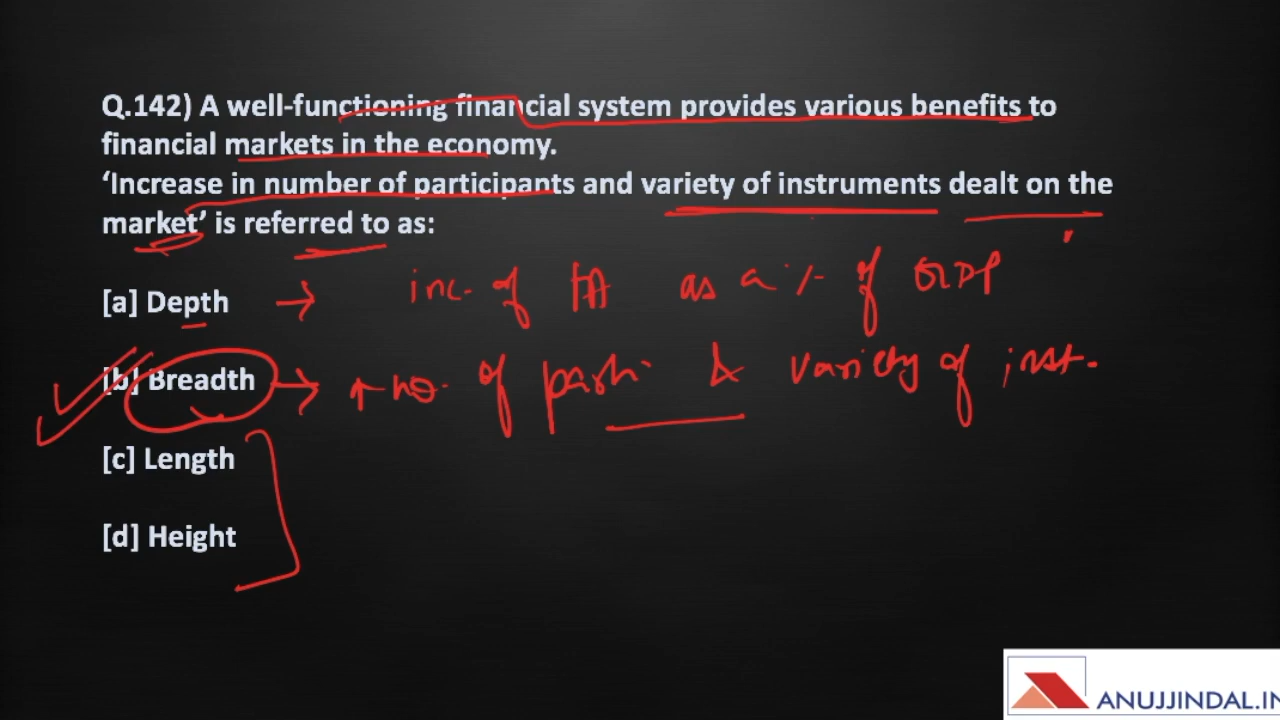 Q.142) A well-functioning financial system provides various benefits to
financial markets in the economy.
‘Increase in number of participants and variety of instruments dealt on the
market’ is referred to as:
[a] Depth → inc. of FA as a % of GDP
[b] Breadth → ↑ no. of parti. & variety of inst.
[c] Length
[d] Height
ANUJJINDAL.IN